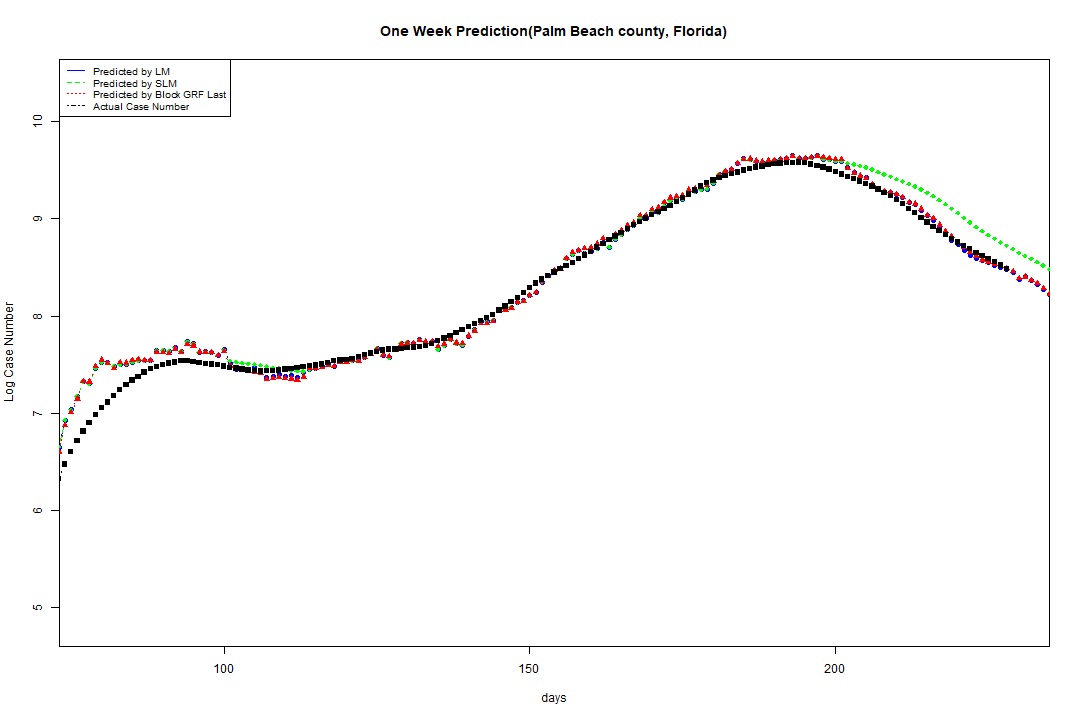 One Week Prediction(Palm Beach county, Florida)
Predicted by LM
Predicted by SLM
Predicted by Block GRF Last
Actual Case Number
10
9
8
7
6
5
Log Case Number
100 150 200
days